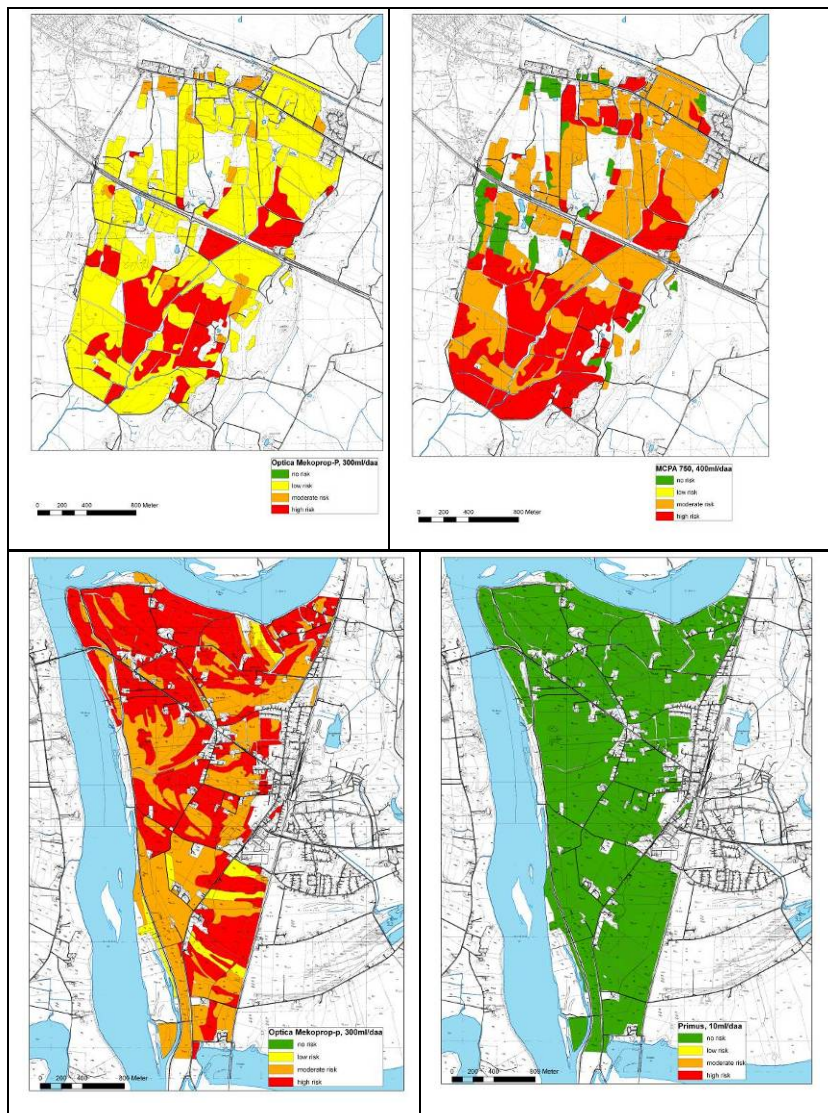 Optica Mekoprop-P, 300ml/daa
no risk
low risk
moderate risk
high risk
0 200 400 800 Meter
MCPA 750, 400ml/daa
no risk
low risk
moderate risk
high risk
0 200 400 800 Meter
Optica Mekoprop-p, 300ml/daa
no risk
low risk
moderate risk
high risk
0 200 400 800 Meter
Primus, 10ml/daa
no risk
low risk
moderate risk
high risk
0 200 400 800 Meter